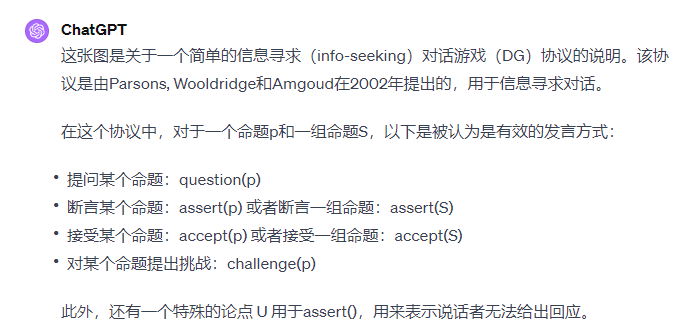 ChatGPT
这张图是关于一个简单的信息寻求（info-seeking）对话游戏（DG）协议的说明。该协
议是由Parsons, Wooldridge和Amgoud在2002年提出的，用于信息寻求对话。
在这个协议中，对于一个命题p和一组命题S，以下是被认为是有效的发言方式：
• 提问某个命题：question(p)
• 断言某个命题：assert(p) 或者断言一组命题：assert(S)
• 接受某个命题：accept(p) 或者接受一组命题：accept(S)
• 对某个命题提出挑战：challenge(p)
此外，还有一个特殊的论点 U 用于assert()，用来表示说话者无法给出回应。